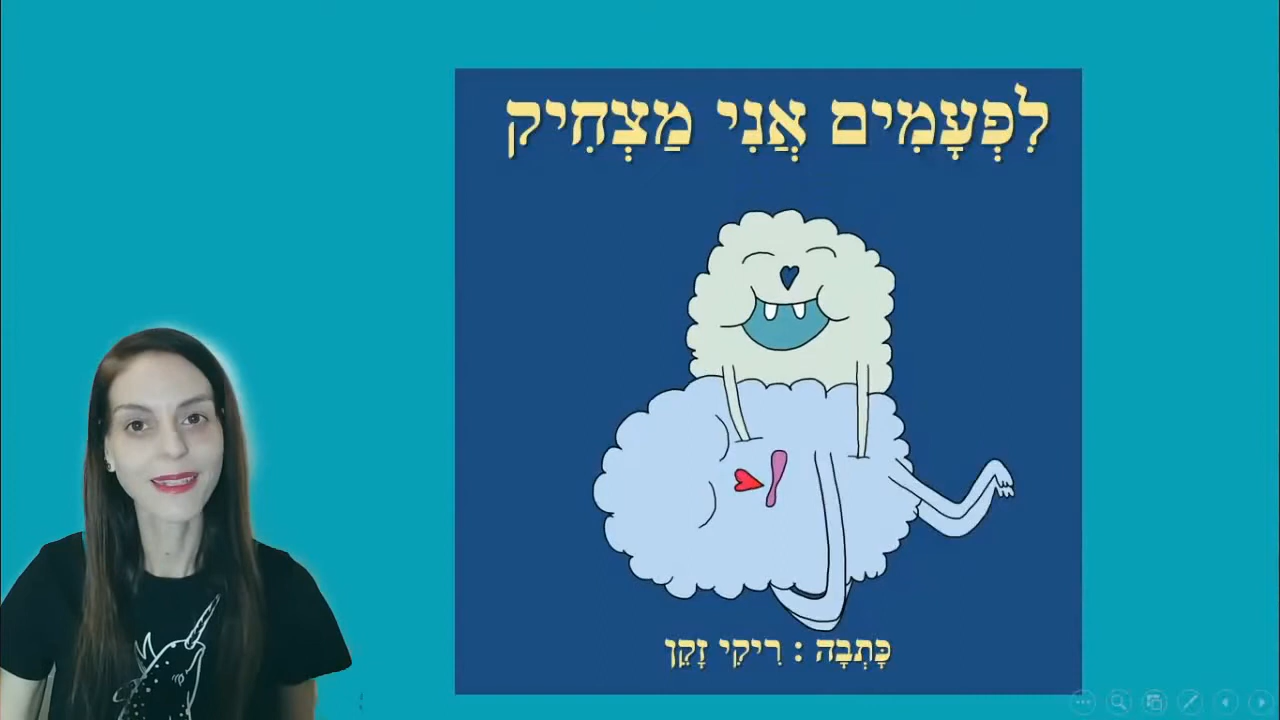 לִפְעָמִים אֲנִי מַצְחִיק
כָּתְבָה : רִיקִי זָקֵן